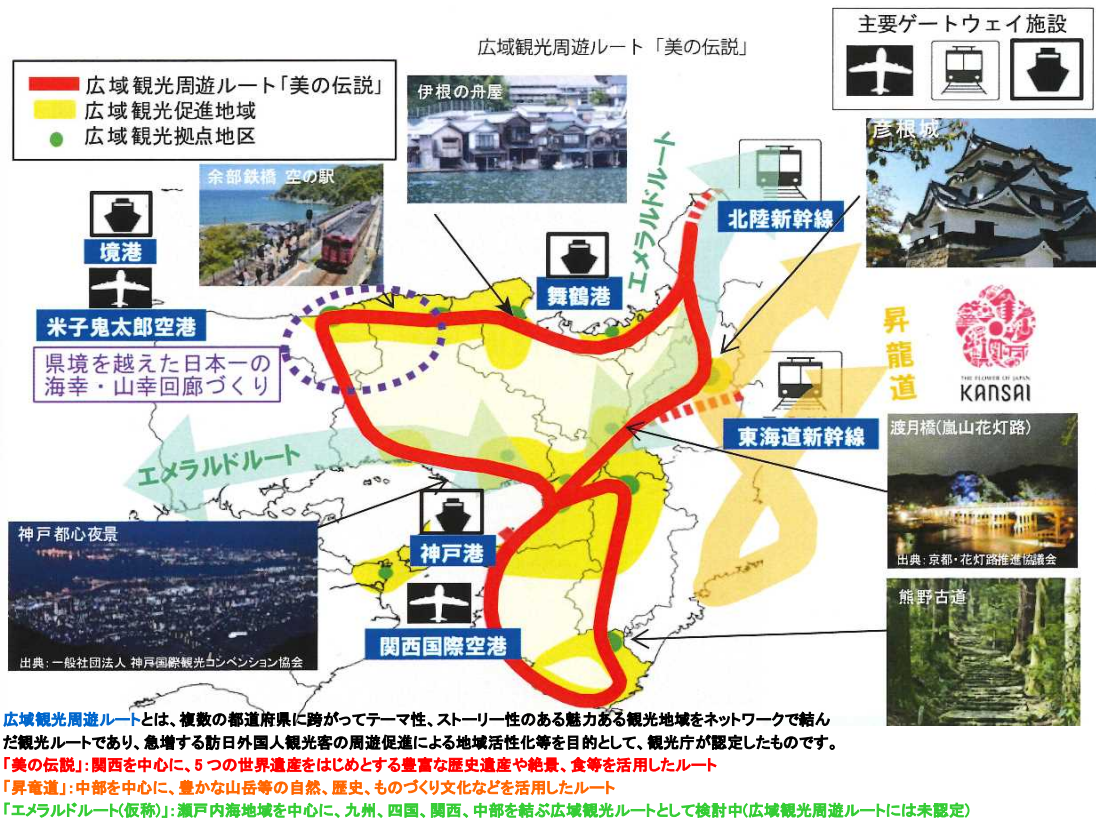 広域観光周遊ルート「美の伝説」
主要ゲートウェイ施設
広域観光周遊ルート「美の伝説」
広域観光促進地域
広域観光拠点地区
伊根の舟屋
彦根城
余部鉄橋 空の駅
エメラルドルート
北陸新幹線
境港
舞鶴港
米子鬼太郎空港
昇龍道
県境を越えた日本一の
海幸・山幸回廊づくり
THE FLOWER OF JAPAN
KANSAI
東海道新幹線
渡月橋(嵐山花灯路)
エメラルドルート
出典：京都・花灯路推進協議会
神戸都心夜景
神戸港
熊野古道
関西国際空港
出典：一般社団法人 神戸国際観光コンベンション協会
広域観光周遊ルートとは、複数の都道府県に跨がってテーマ性、ストーリー性のある魅力ある観光地域をネットワークで結ん
だ観光ルートであり、急増する訪日外国人観光客の周遊促進による地域活性化等を目的として、観光庁が認定したものです。
「美の伝説」：関西を中心に、5つの世界遺産をはじめとする豊富な歴史遺産や絶景、食等を活用したルート
「昇竜道」：中部を中心に、豊かな山岳等の自然、歴史、ものづくり文化などを活用したルート
「エメラルドルート(仮称)」：瀬戸内海地域を中心に、九州、四国、関西、中部を結ぶ広域観光ルートとして検討中(広域観光周遊ルートには未認定)